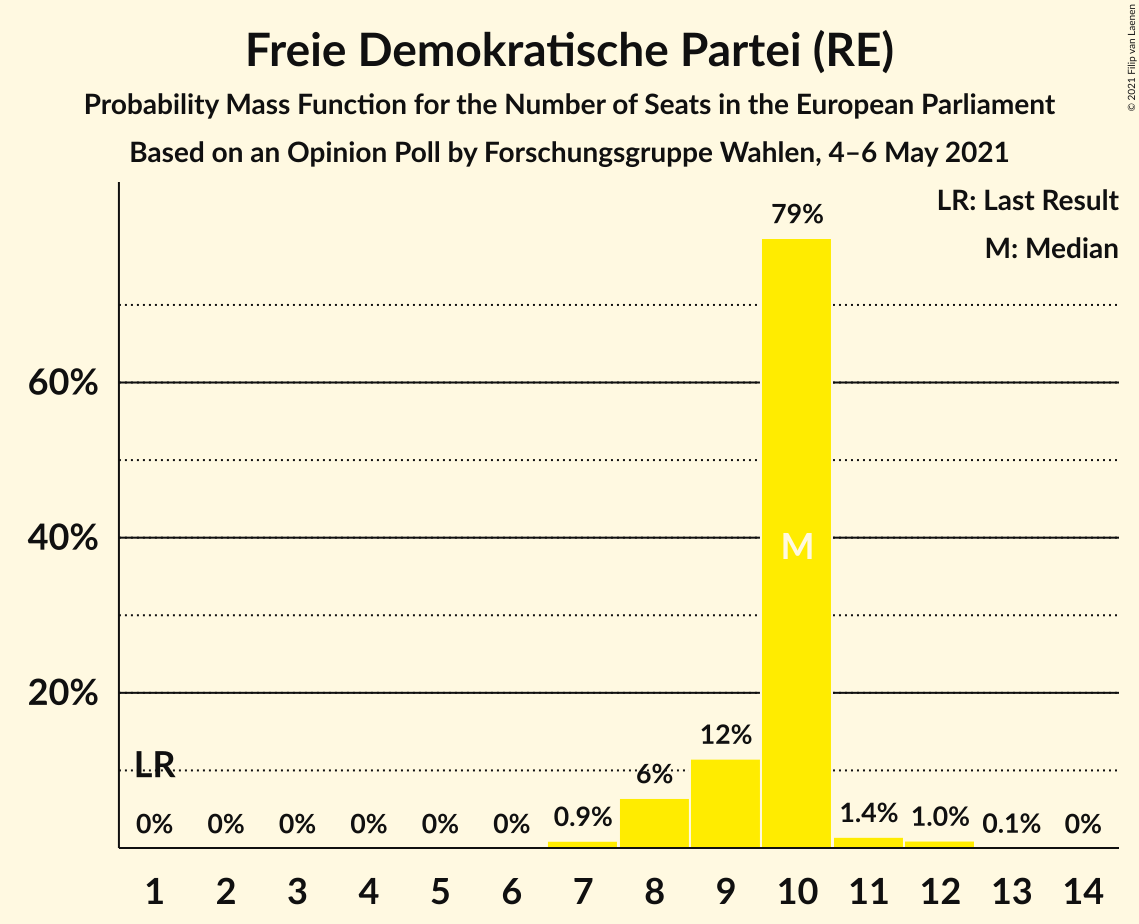 Freie Demokratische Partei (RE)
Probability Mass Function for the Number of Seats in the European Parliament
Based on an Opinion Poll by Forschungsgruppe Wahlen, 4–6 May 2021
© 2021 Filip van Laenen
LR: Last Result
M: Median
79%
60%
40%
M
20%
12%
LR
6%
0% 0% 0% 0% 0% 0% 0.9% 1.4% 1.0% 0.1% 0%
1 2 3 4 5 6 7 8 9 10 11 12 13 14